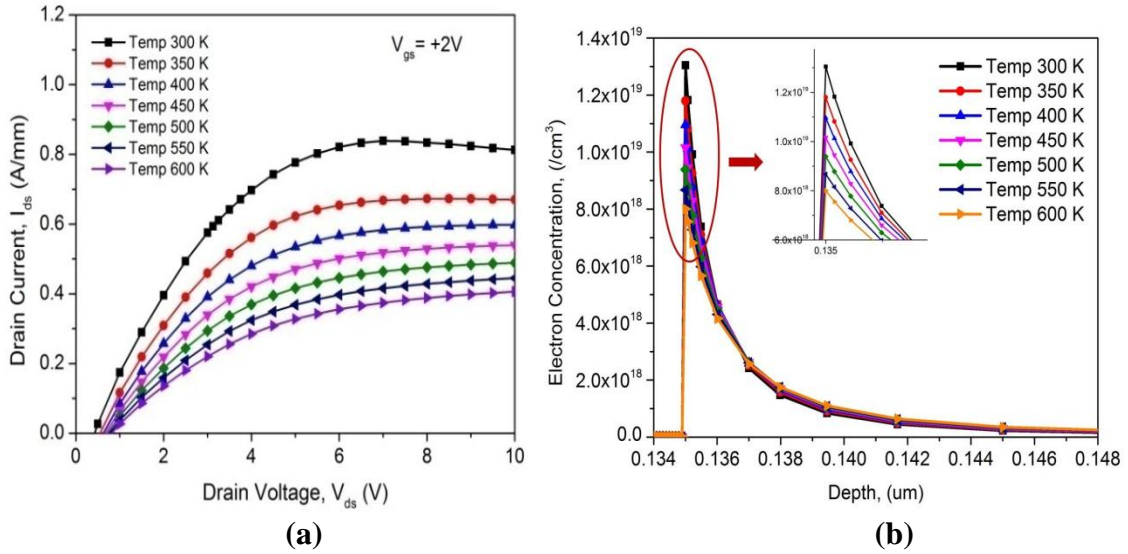 1.2
1.0
0.8
0.6
0.4
0.2
0.0
Drain Current, Ids (A/mm)
Temp 300 K
Temp 350 K
Temp 400 K
Temp 450 K
Temp 500 K
Temp 550 K
Temp 600 K
Vgs = +2V
0 2 4 6 8 10
Drain Voltage, Vds (V)
(a)
1.4x10^19
1.2x10^19
1.0x10^19
8.0x10^18
6.0x10^18
4.0x10^18
2.0x10^18
0.0
Electron Concentration, (/cm³)
1.2x10^19
1.0x10^19
8.0x10^18
6.0x10^18
0.135
Temp 300 K
Temp 350 K
Temp 400 K
Temp 450 K
Temp 500 K
Temp 550 K
Temp 600 K
0.134 0.136 0.138 0.140 0.142 0.144 0.146 0.148
Depth, (um)
(b)